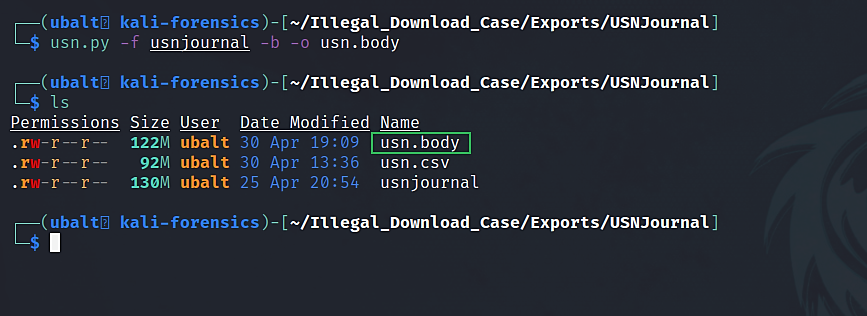 ┌──(ubalt㉿ kali-forensics)-[~/Illegal_Download_Case/Exports/USNJournal]
└─$ usn.py -f usnjournal -b -o usn.body
┌──(ubalt㉿ kali-forensics)-[~/Illegal_Download_Case/Exports/USNJournal]
└─$ ls
Permissions Size User Date Modified Name
.rw-r--r-- 122M ubalt 30 Apr 19:09 usn.body
.rw-r--r-- 92M ubalt 30 Apr 13:36 usn.csv
.rw-r--r-- 130M ubalt 25 Apr 20:54 usnjournal
┌──(ubalt㉿ kali-forensics)-[~/Illegal_Download_Case/Exports/USNJournal]
└─$